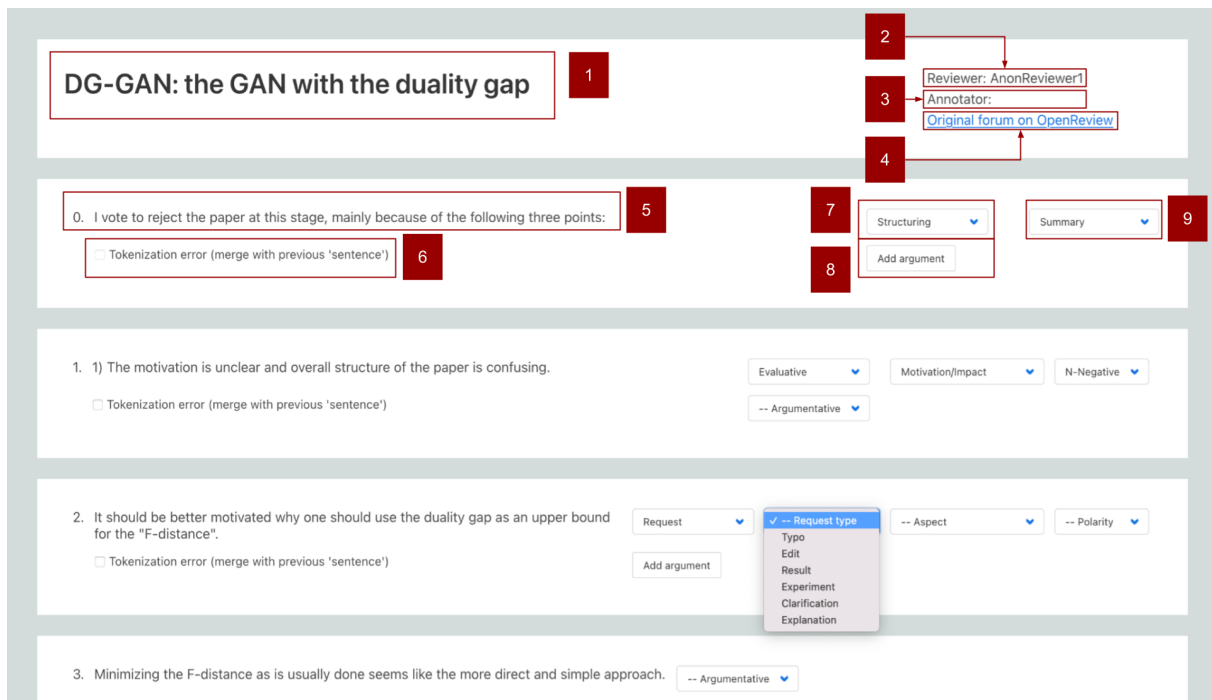 2
DG-GAN: the GAN with the duality gap
1
Reviewer: AnonReviewer1
3
Annotator:
Original forum on OpenReview
4
0. I vote to reject the paper at this stage, mainly because of the following three points:
5
7
Structuring
Summary
9
Tokenization error (merge with previous 'sentence')
6
8
Add argument
1. 1) The motivation is unclear and overall structure of the paper is confusing.
Evaluative
Motivation/Impact
N-Negative
Tokenization error (merge with previous 'sentence')
-- Argumentative
2. It should be better motivated why one should use the duality gap as an upper bound
for the "F-distance".
Request
✓ -- Request type
-- Aspect
-- Polarity
Typo
Edit
Result
Experiment
Clarification
Explanation
Tokenization error (merge with previous 'sentence')
Add argument
3. Minimizing the F-distance as is usually done seems like the more direct and simple approach.
-- Argumentative